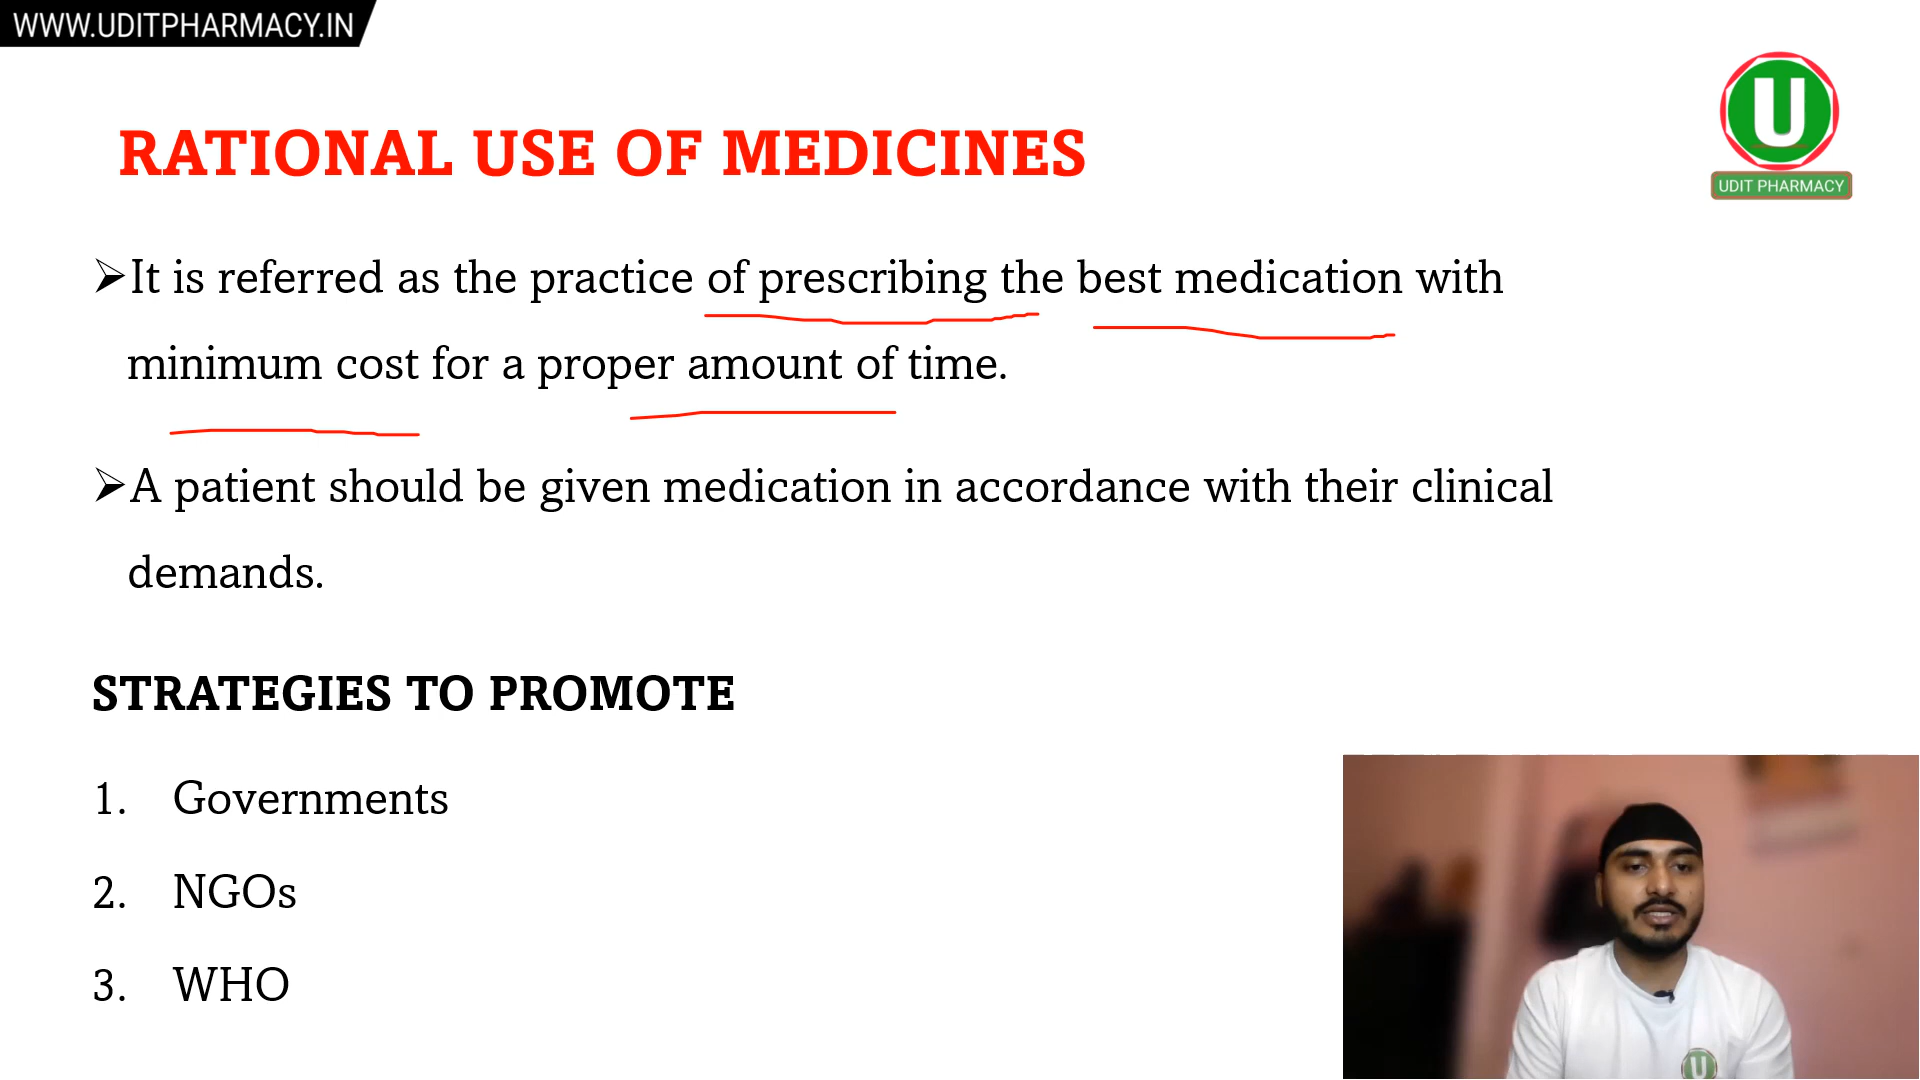 WWW.UDITPHARMACY.IN
U
UDIT PHARMACY
RATIONAL USE OF MEDICINES
➢It is referred as the practice of prescribing the best medication with
minimum cost for a proper amount of time.
➢A patient should be given medication in accordance with their clinical
demands.
STRATEGIES TO PROMOTE
1. Governments
2. NGOs
3. WHO
U